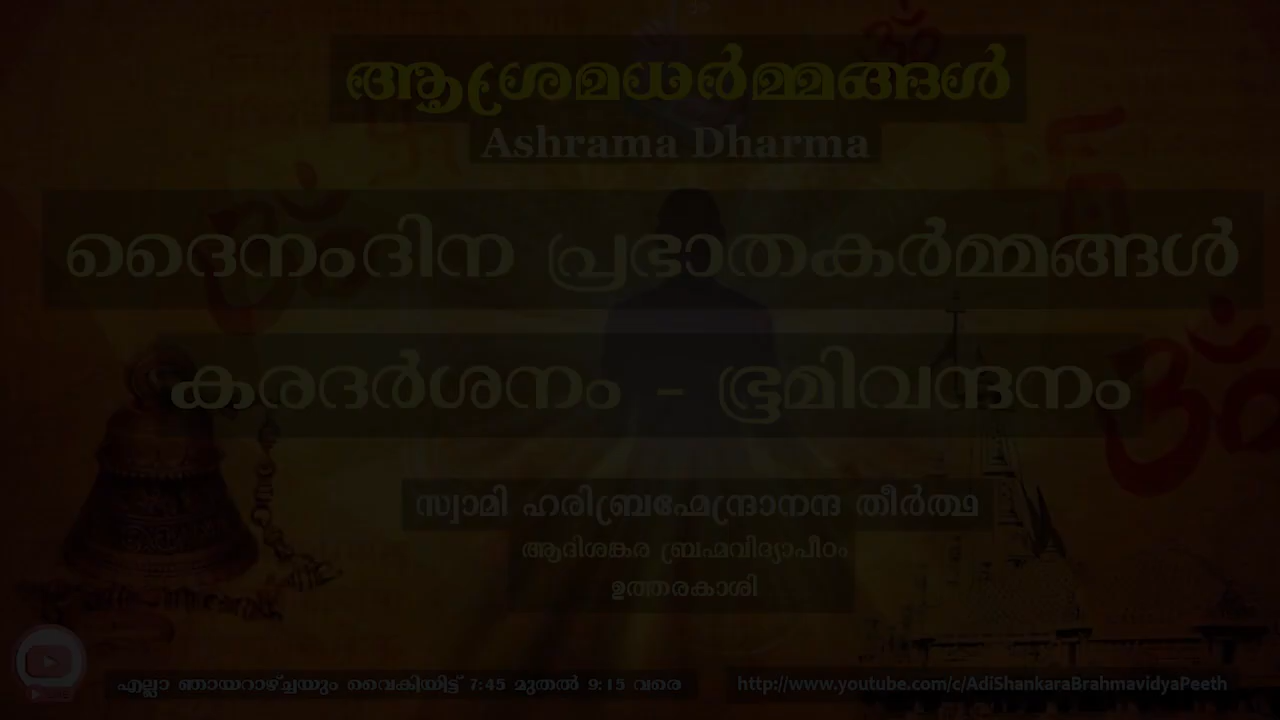 ആശ്രമധർമ്മങ്ങൾ
Ashrama Dharma
ദൈനംദിന പ്രഭാതകർമ്മങ്ങൾ
കരദർശനം - ഭൂമിവന്ദനം
സ്വാമി ഹരിബ്രഹ്മേന്ദ്രാനന്ദ തീർത്ഥ
ആദിശങ്കര ബ്രഹ്മവിദ്യാപീഠം
ഉത്തരകാശി
എല്ലാ ഞായറാഴ്ച്ചയും വൈകിയിട്ട് 7:45 മുതൽ 9:15 വരെ
http://www.youtube.com/c/AdiShankaraBrahmavidyaPeeth